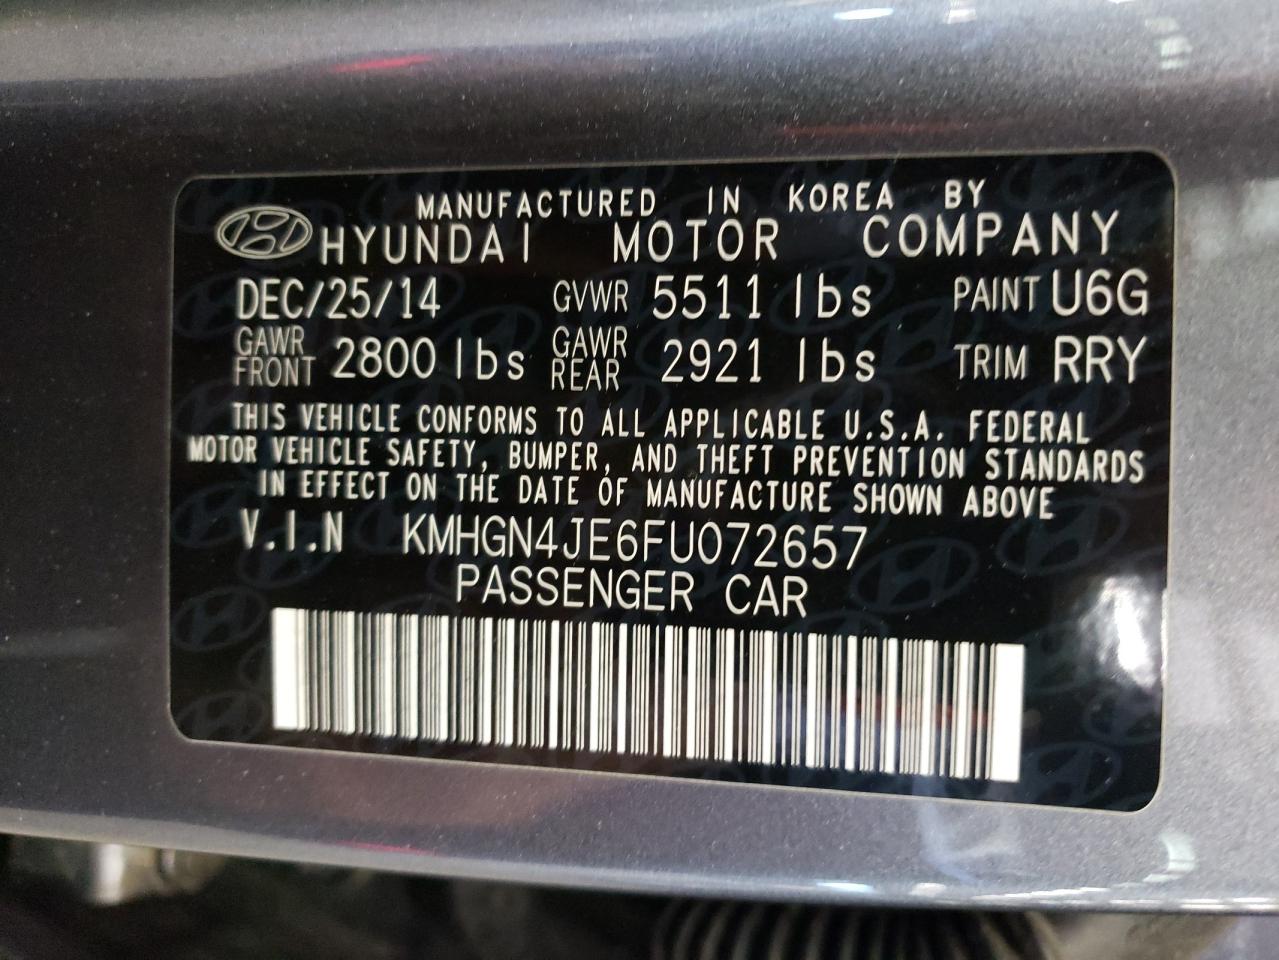 MANUFACTURED IN KOREA BY
HYUNDAI MOTOR COMPANY
DEC/25/14 GVWR 5511 lbs PAINT U6G
GAWR FRONT 2800 lbs GAWR REAR 2921 lbs TRIM RRY
THIS VEHICLE CONFORMS TO ALL APPLICABLE U.S.A. FEDERAL
MOTOR VEHICLE SAFETY, BUMPER, AND THEFT PREVENTION STANDARDS
IN EFFECT ON THE DATE OF MANUFACTURE SHOWN ABOVE
V.I.N KMHGN4JE6FU072657
PASSENGER CAR